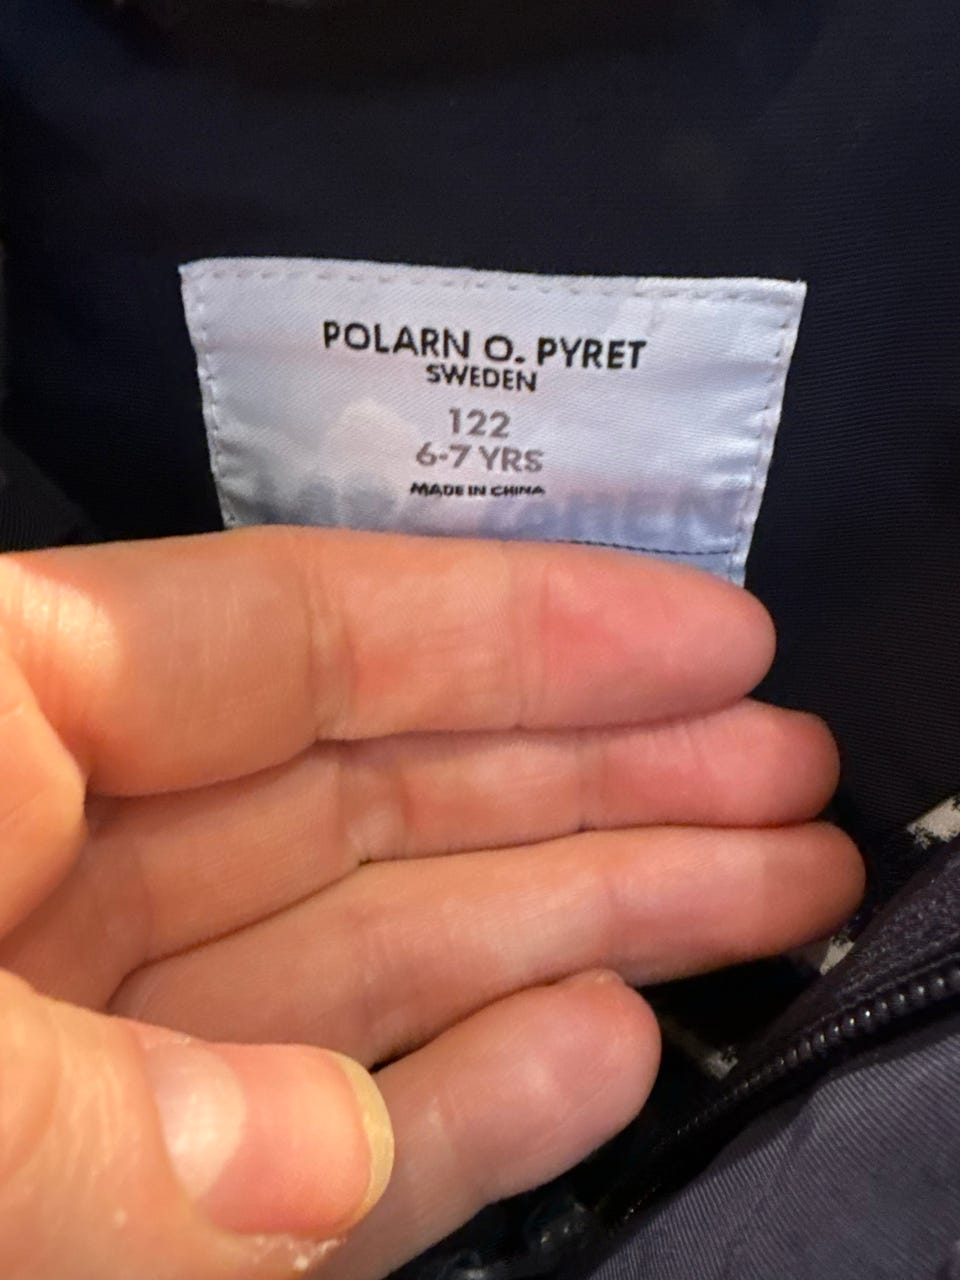 POLARN O. PYRET
SWEDEN
122
6-7 YRS
MADE IN CHINA